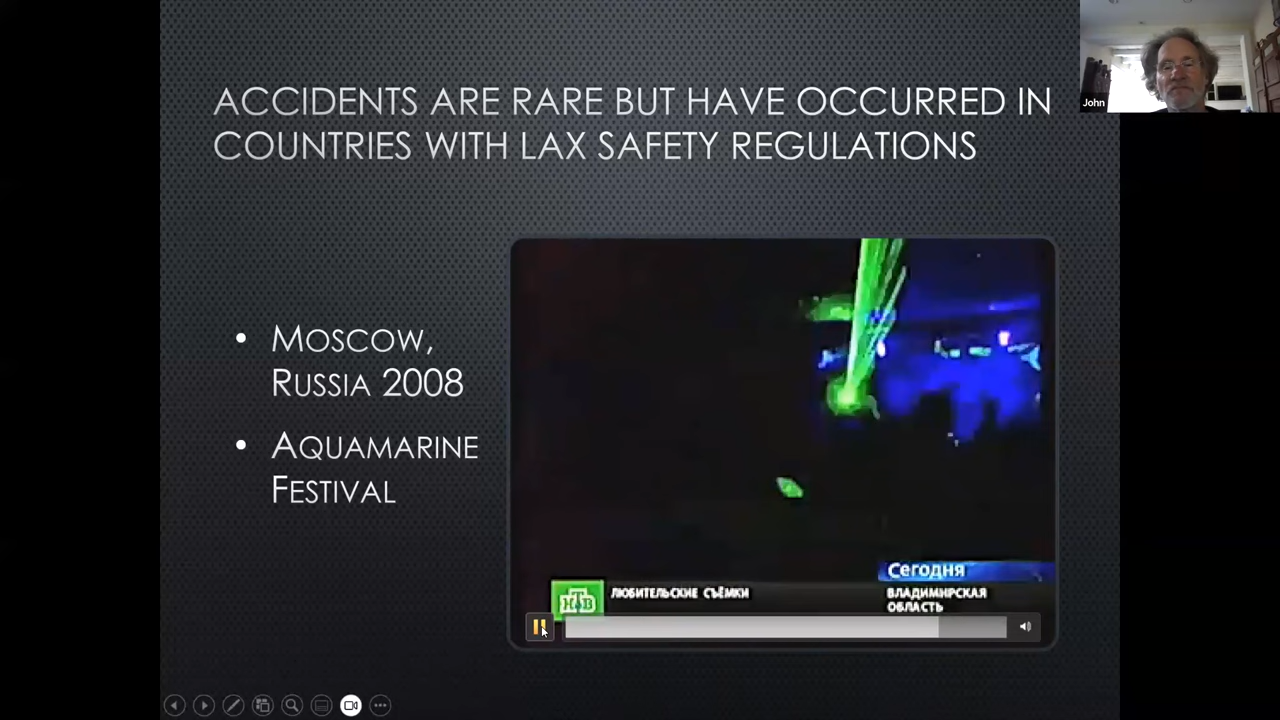 ACCIDENTS ARE RARE BUT HAVE OCCURRED IN
COUNTRIES WITH LAX SAFETY REGULATIONS
John
• MOSCOW,
RUSSIA 2008
• AQUAMARINE
FESTIVAL
Сегодня
НТВ
ЛЮБИТЕЛЬСКИЕ СЪЁМКИ
ВЛАДИМИРСКАЯ
ОБЛАСТЬ